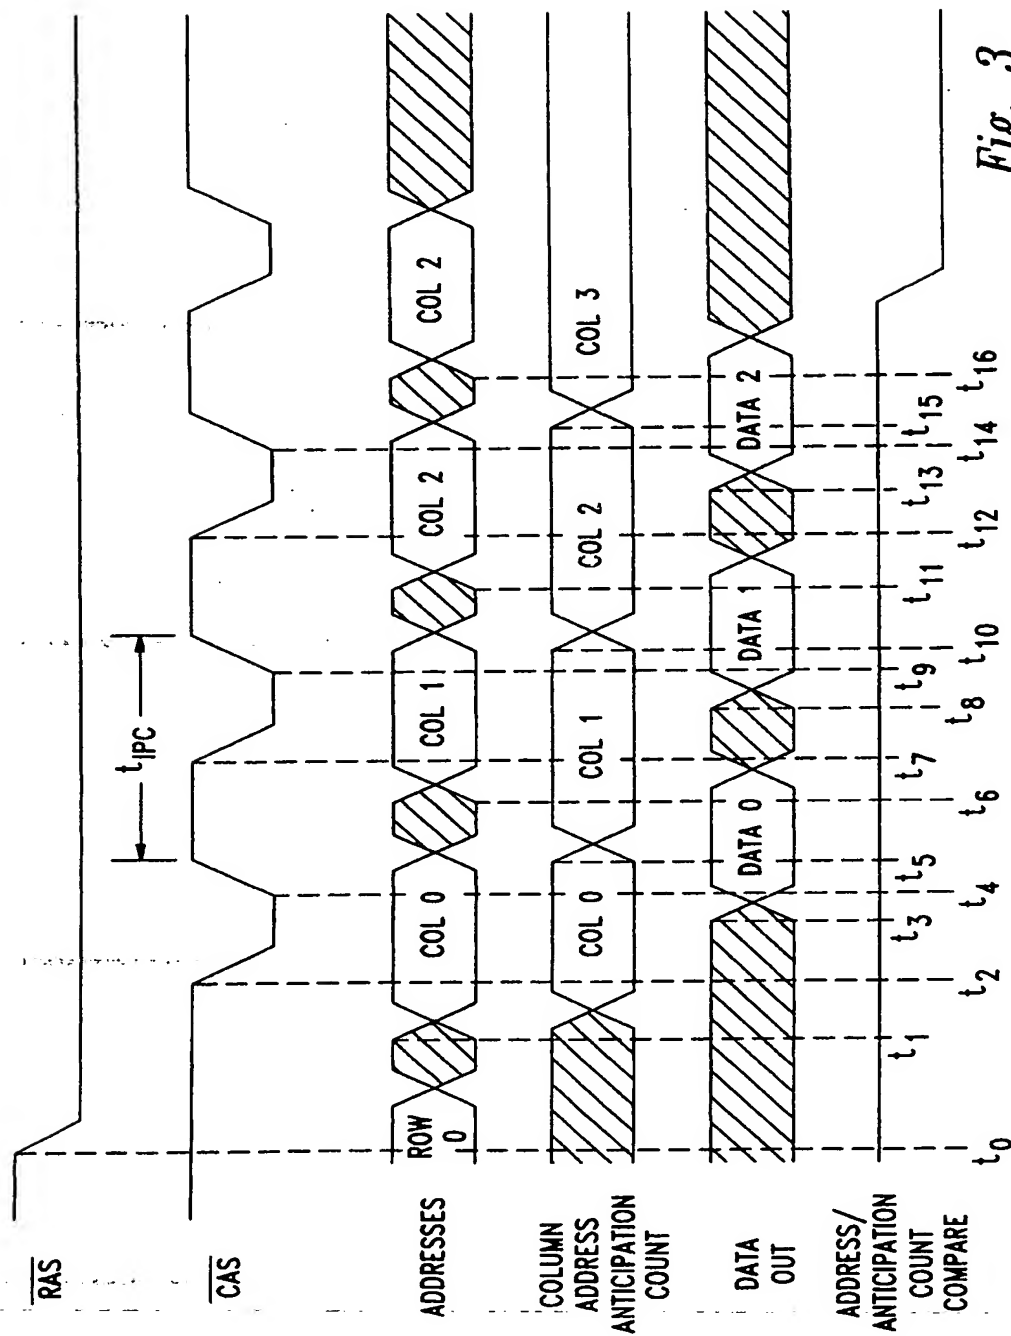 RAS
CAS
tIPC
ADDRESSES
ROW
0
COL 0
COL 1
COL 2
COL 2
COLUMN
ADDRESS
ANTICIPATION
COUNT
COL 0
COL 1
COL 2
COL 3
DATA
OUT
DATA 0
DATA 1
DATA 2
ADDRESS/
ANTICIPATION
COUNT
COMPARE
t0
t1
t2
t3
t4
t5
t6
t7
t8
t9
t10
t11
t12
t13
t14
t15
t16
Fig. 3